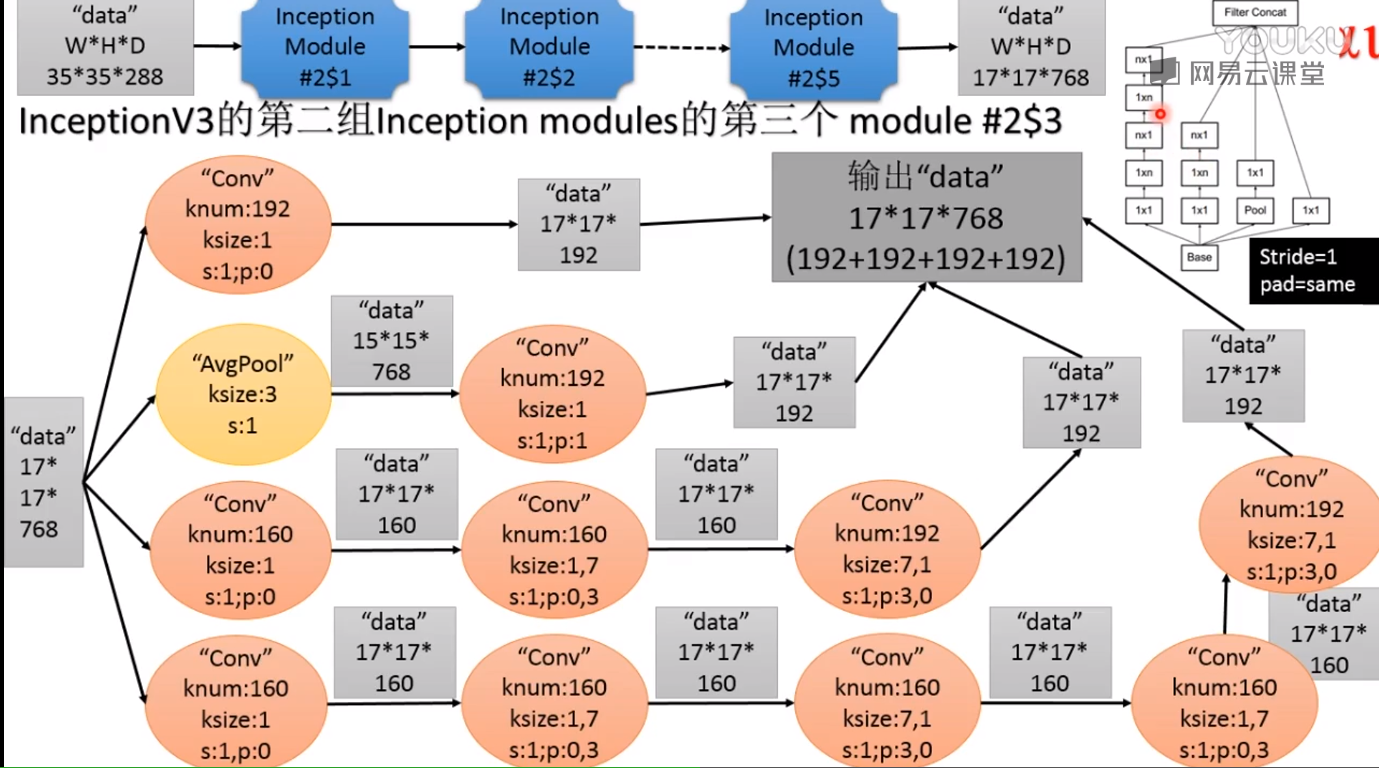 "data"
W*H*D
35*35*288
Inception
Module
#2$1
Inception
Module
#2$2
Inception
Module
#2$5
"data"
W*H*D
17*17*768
InceptionV3的第二组Inception modules的第三个 module #2$3
Filter Concat
YOUKU
网易云课堂
nx1
1xn
nx1
nx1
1xn
1xn
1x1
1x1
1x1
Pool
1x1
Base
Stride=1
pad=same
"data"
17*
17*
768
"Conv"
knum:192
ksize:1
s:1;p:0
"data"
17*17*
192
输出"data"
17*17*768
(192+192+192+192)
"AvgPool"
ksize:3
s:1
"data"
15*15*
768
"Conv"
knum:192
ksize:1
s:1;p:1
"data"
17*17*
192
"data"
17*17*
192
"data"
17*17*
192
"Conv"
knum:160
ksize:1
s:1;p:0
"data"
17*17*
160
"Conv"
knum:160
ksize:1,7
s:1;p:0,3
"data"
17*17*
160
"Conv"
knum:192
ksize:7,1
s:1;p:3,0
"Conv"
knum:192
ksize:7,1
s:1;p:3,0
"Conv"
knum:160
ksize:1
s:1,p:0
"data"
17*17*
160
"Conv"
knum:160
ksize:1,7
s:1;p:0,3
"data"
17*17*
160
"Conv"
knum:160
ksize:7,1
s:1;p:3,0
"data"
17*17*
160
"Conv"
knum:160
ksize:1,7
s:1;p:0,3
"data"
17*17*
160